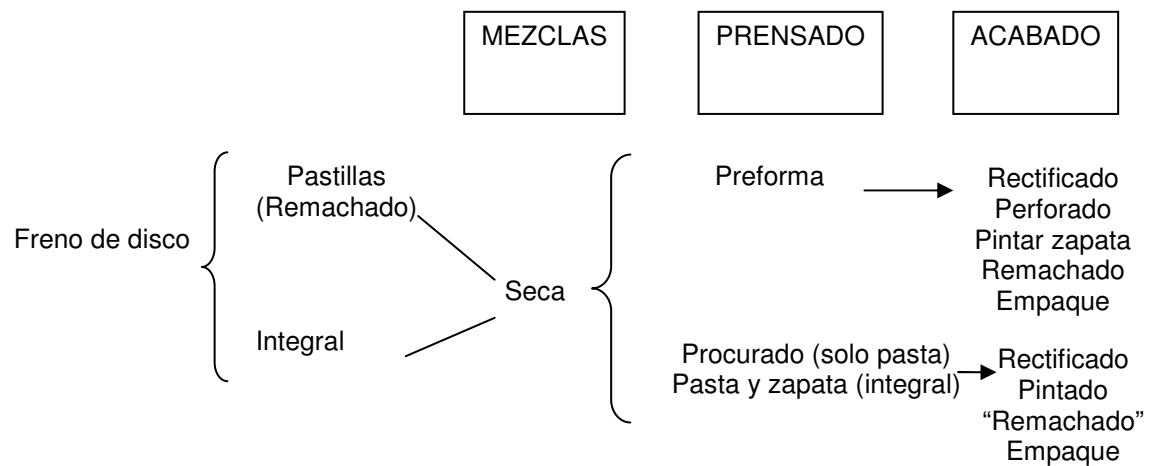 MEZCLAS
PRENSADO
ACABADO
Freno de disco
Pastillas
(Remachado)
Integral
Seca
Preforma
Procurado (solo pasta)
Pasta y zapata (integral)
Rectificado
Perforado
Pintar zapata
Remachado
Empaque
Rectificado
Pintado
“Remachado”
Empaque